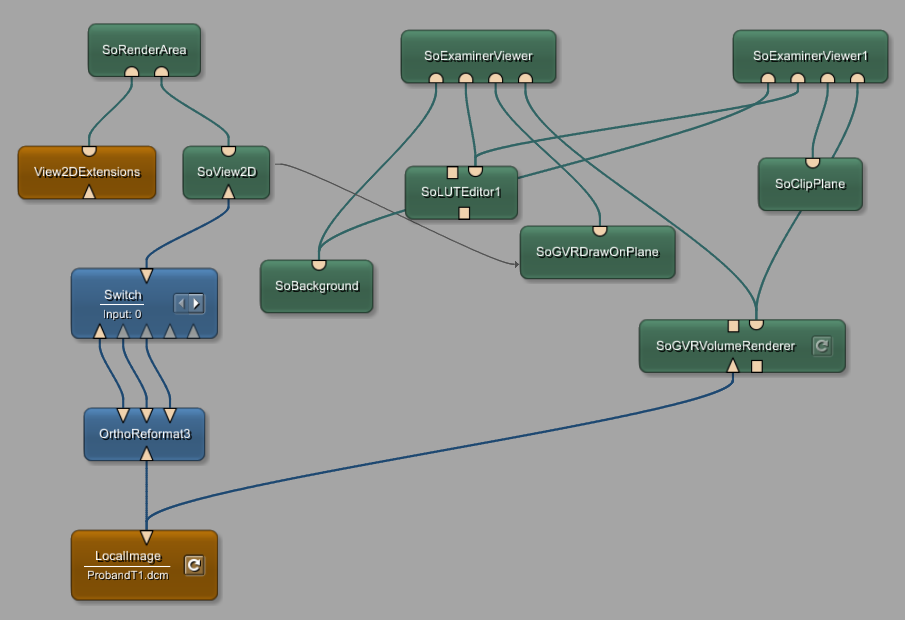 SoRenderArea
SoExaminerViewer
SoExaminerViewer1
View2DExtensions
SoView2D
SoLUTEditor1
SoClipPlane
SoGVRDrawOnPlane
SoBackground
Switch
Input: 0
SoGVRVolumeRenderer
OrthoReformat3
LocalImage
ProbandT1.dcm